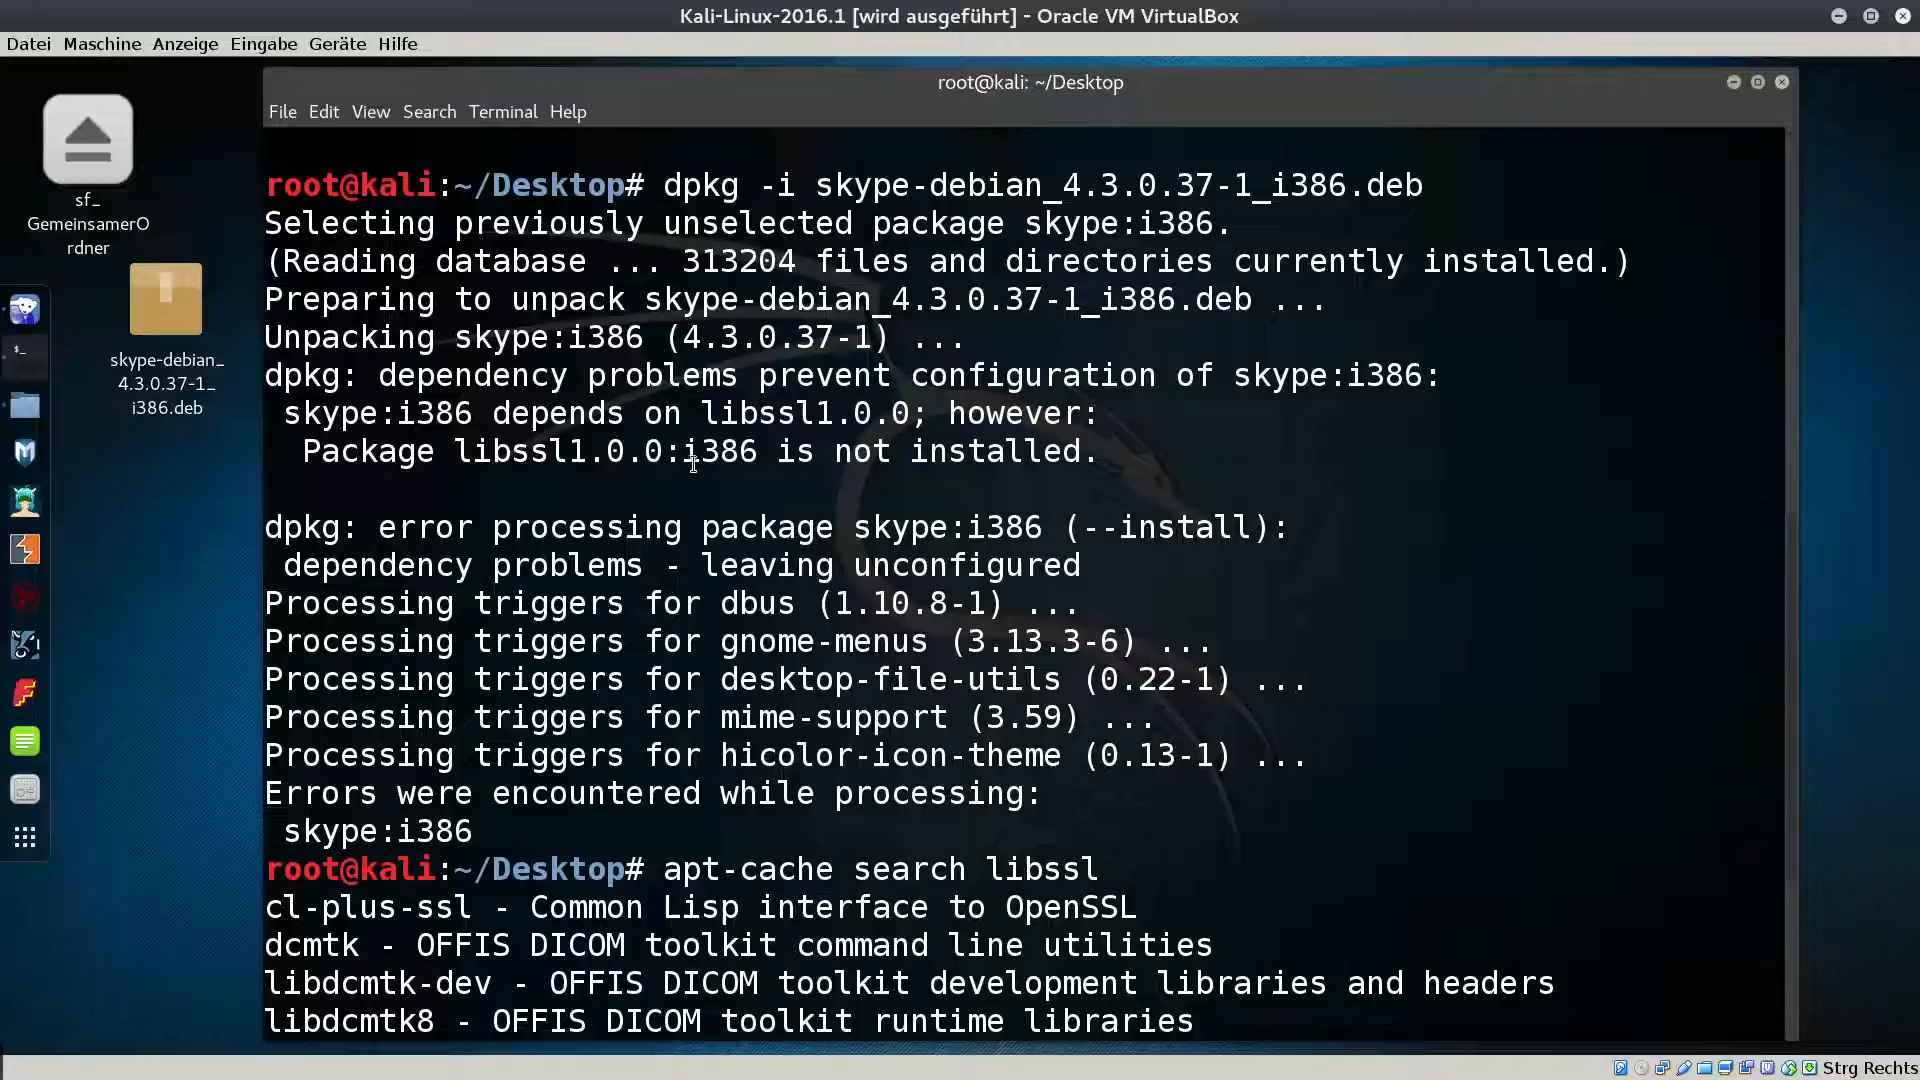 Kali-Linux-2016.1 [wird ausgeführt] - Oracle VM VirtualBox
Datei Maschine Anzeige Eingabe Geräte Hilfe
root@kali: ~/Desktop
File Edit View Search Terminal Help
sf_
GemeinsamerO
rdner
skype-debian_
4.3.0.37-1_
i386.deb
root@kali:~/Desktop# dpkg -i skype-debian_4.3.0.37-1_i386.deb
Selecting previously unselected package skype:i386.
(Reading database ... 313204 files and directories currently installed.)
Preparing to unpack skype-debian_4.3.0.37-1_i386.deb ...
Unpacking skype:i386 (4.3.0.37-1) ...
dpkg: dependency problems prevent configuration of skype:i386:
 skype:i386 depends on libssl1.0.0; however:
  Package libssl1.0.0:i386 is not installed.
dpkg: error processing package skype:i386 (--install):
 dependency problems - leaving unconfigured
Processing triggers for dbus (1.10.8-1) ...
Processing triggers for gnome-menus (3.13.3-6) ...
Processing triggers for desktop-file-utils (0.22-1) ...
Processing triggers for mime-support (3.59) ...
Processing triggers for hicolor-icon-theme (0.13-1) ...
Errors were encountered while processing:
 skype:i386
root@kali:~/Desktop# apt-cache search libssl
cl-plus-ssl - Common Lisp interface to OpenSSL
dcmtk - OFFIS DICOM toolkit command line utilities
libdcmtk-dev - OFFIS DICOM toolkit development libraries and headers
libdcmtk8 - OFFIS DICOM toolkit runtime libraries
Strg Rechts